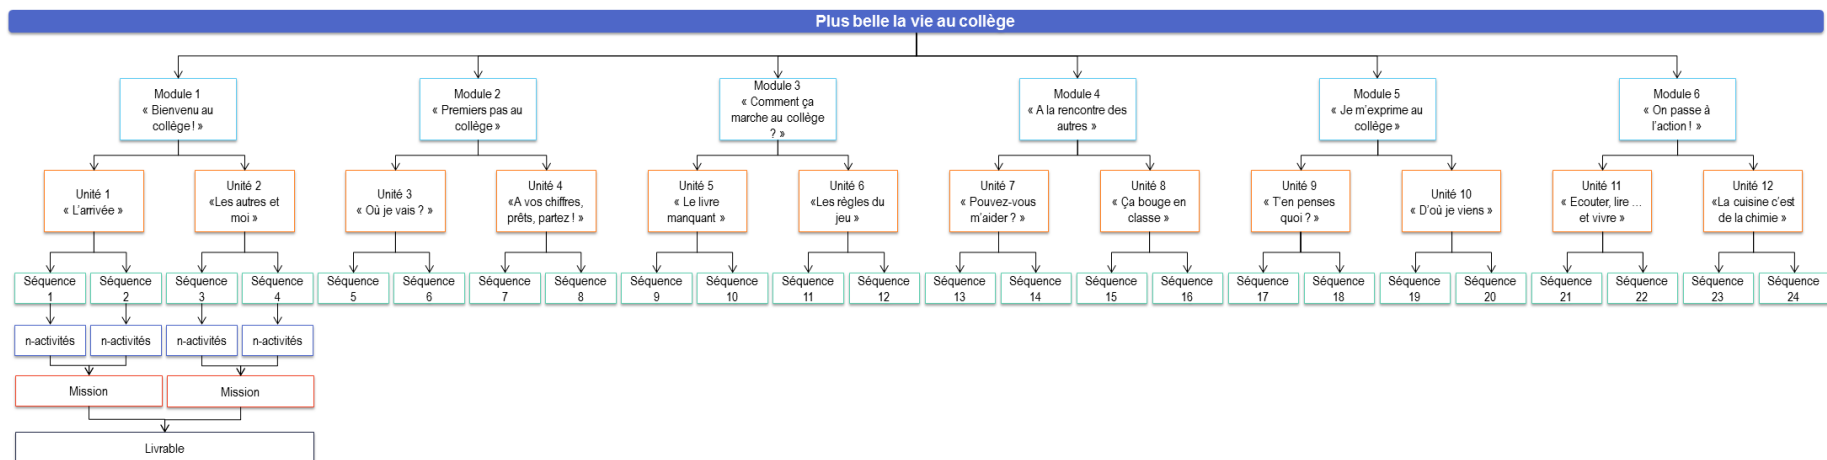 Plus belle la vie au collège
Module 1
« Bienvenu au
collège ! »
Module 2
« Premiers pas au
collège »
Module 3
« Comment ça
marche au collège
? »
Module 4
« A la rencontre des
autres »
Module 5
« Je m'exprime au
collège »
Module 6
« On passe à
l'action ! »
Unité 1
« L'arrivée »
Unité 2
«Les autres et
moi »
Unité 3
« Où je vais ? »
Unité 4
«A vos chiffres,
prêts, partez ! »
Unité 5
« Le livre
manquant »
Unité 6
«Les règles du
jeu »
Unité 7
« Pouvez-vous
m'aider ? »
Unité 8
« Ça bouge en
classe »
Unité 9
« T'en penses
quoi ? »
Unité 10
« D'où je viens »
Unité 11
« Ecouter, lire ...
et vivre »
Unité 12
«La cuisine c'est
de la chimie »
Séquence
1
Séquence
2
Séquence
3
Séquence
4
Séquence
5
Séquence
6
Séquence
7
Séquence
8
Séquence
9
Séquence
10
Séquence
11
Séquence
12
Séquence
13
Séquence
14
Séquence
15
Séquence
16
Séquence
17
Séquence
18
Séquence
19
Séquence
20
Séquence
21
Séquence
22
Séquence
23
Séquence
24
n-activités
n-activités
n-activités
n-activités
Mission
Mission
Livrable